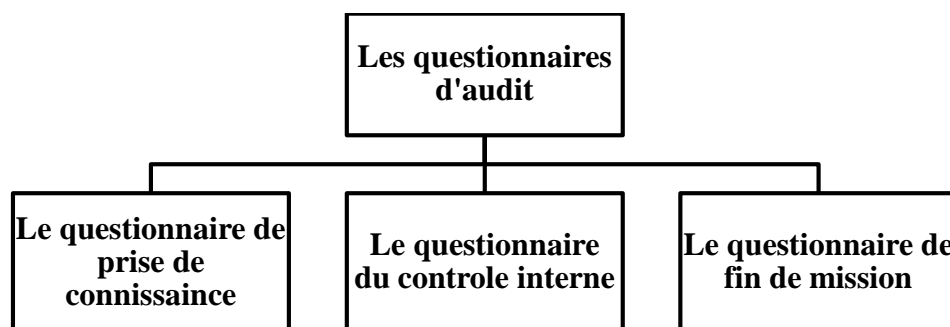 Les questionnaires
d'audit
Le questionnaire de
prise de
connissaince
Le questionnaire
du controle interne
Le questionnaire de
fin de mission